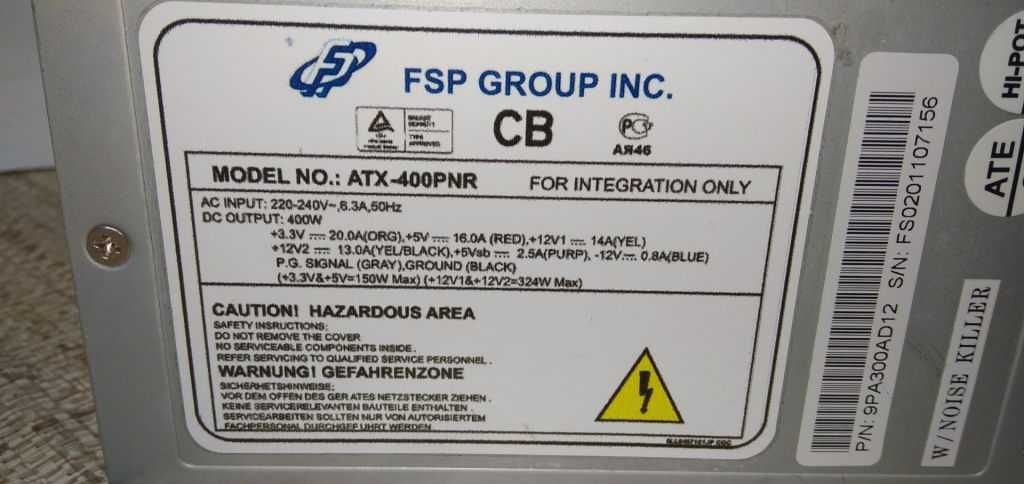 FSP GROUP INC.
CB
АЯ46
TYPE
APPROVED
MODEL NO.: ATX-400PNR FOR INTEGRATION ONLY
AC INPUT: 220-240V~,6.3A,50Hz
DC OUTPUT: 400W
+3.3V ⎓ 20.0A(ORG),+5V ⎓ 16.0A (RED),+12V1 ⎓ 14A(YEL)
+12V2 ⎓ 13.0A(YEL/BLACK),+5Vsb ⎓ 2.5A(PURP), -12V⎓ 0.8A(BLUE)
P.G. SIGNAL (GRAY),GROUND (BLACK)
(+3.3V&+5V=150W Max) (+12V1&+12V2=324W Max)
CAUTION! HAZARDOUS AREA
SAFETY INSRUCTIONS:
DO NOT REMOVE THE COVER
NO SERVICEABLE COMPONENTS INSIDE.
REFER SERVICING TO QUALIFIED SERVICE PERSONNEL.
WARNUNG! GEFAHRENZONE
SICHERHETSHINWEISE:
VOR DEM OFFEN DES GER ATES NETZSTECKER ZIEHEN.
KEINE SERVICERELEVANTEN BAUTEILE ENTHALTEN.
SERVICEARBEITEN SOLLTEN NUR VON AUTORISIERTEM
FACHPERSONAL DURCHGEF UHRT WERDEN
P/N: 9PA300AD12 S/N: FS0201107156
W/NOISE KILLER
HI-POT
ATE